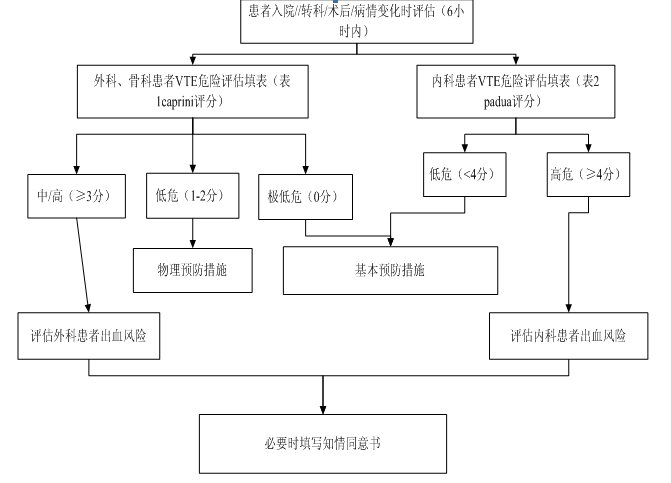 患者入院//转科/术后/病情变化时评估（6小
时内）
外科、骨科患者VTE危险评估填表（表
1caprini评分）
内科患者VTE危险评估填表（表2
padua评分）
中/高（≥3分）
低危（1-2分）
极低危（0分）
低危（<4分）
高危（≥4分）
物理预防措施
基本预防措施
评估外科患者出血风险
评估内科患者出血风险
必要时填写知情同意书